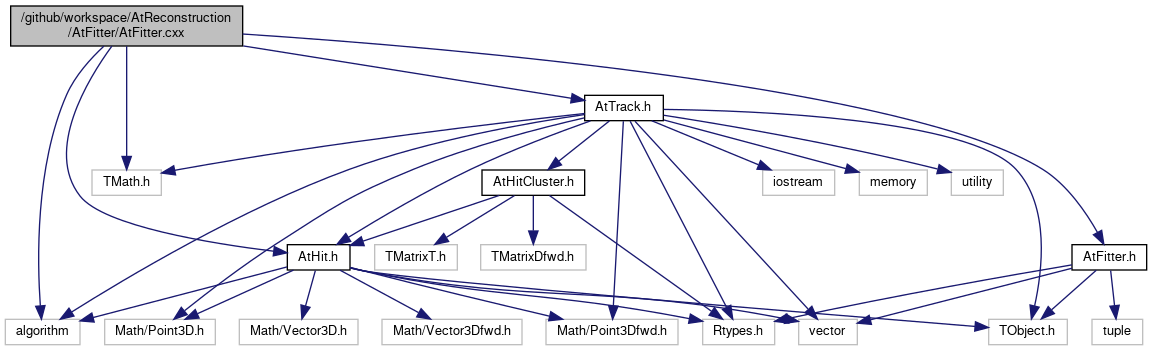 /github/workspace/AtReconstruction
/AtFitter/AtFitter.cxx
AtTrack.h
TMath.h
AtHitCluster.h
iostream
memory
utility
AtHit.h
TMatrixT.h
TMatrixDfwd.h
AtFitter.h
algorithm
Math/Point3D.h
Math/Vector3D.h
Math/Vector3Dfwd.h
Math/Point3Dfwd.h
Rtypes.h
vector
TObject.h
tuple